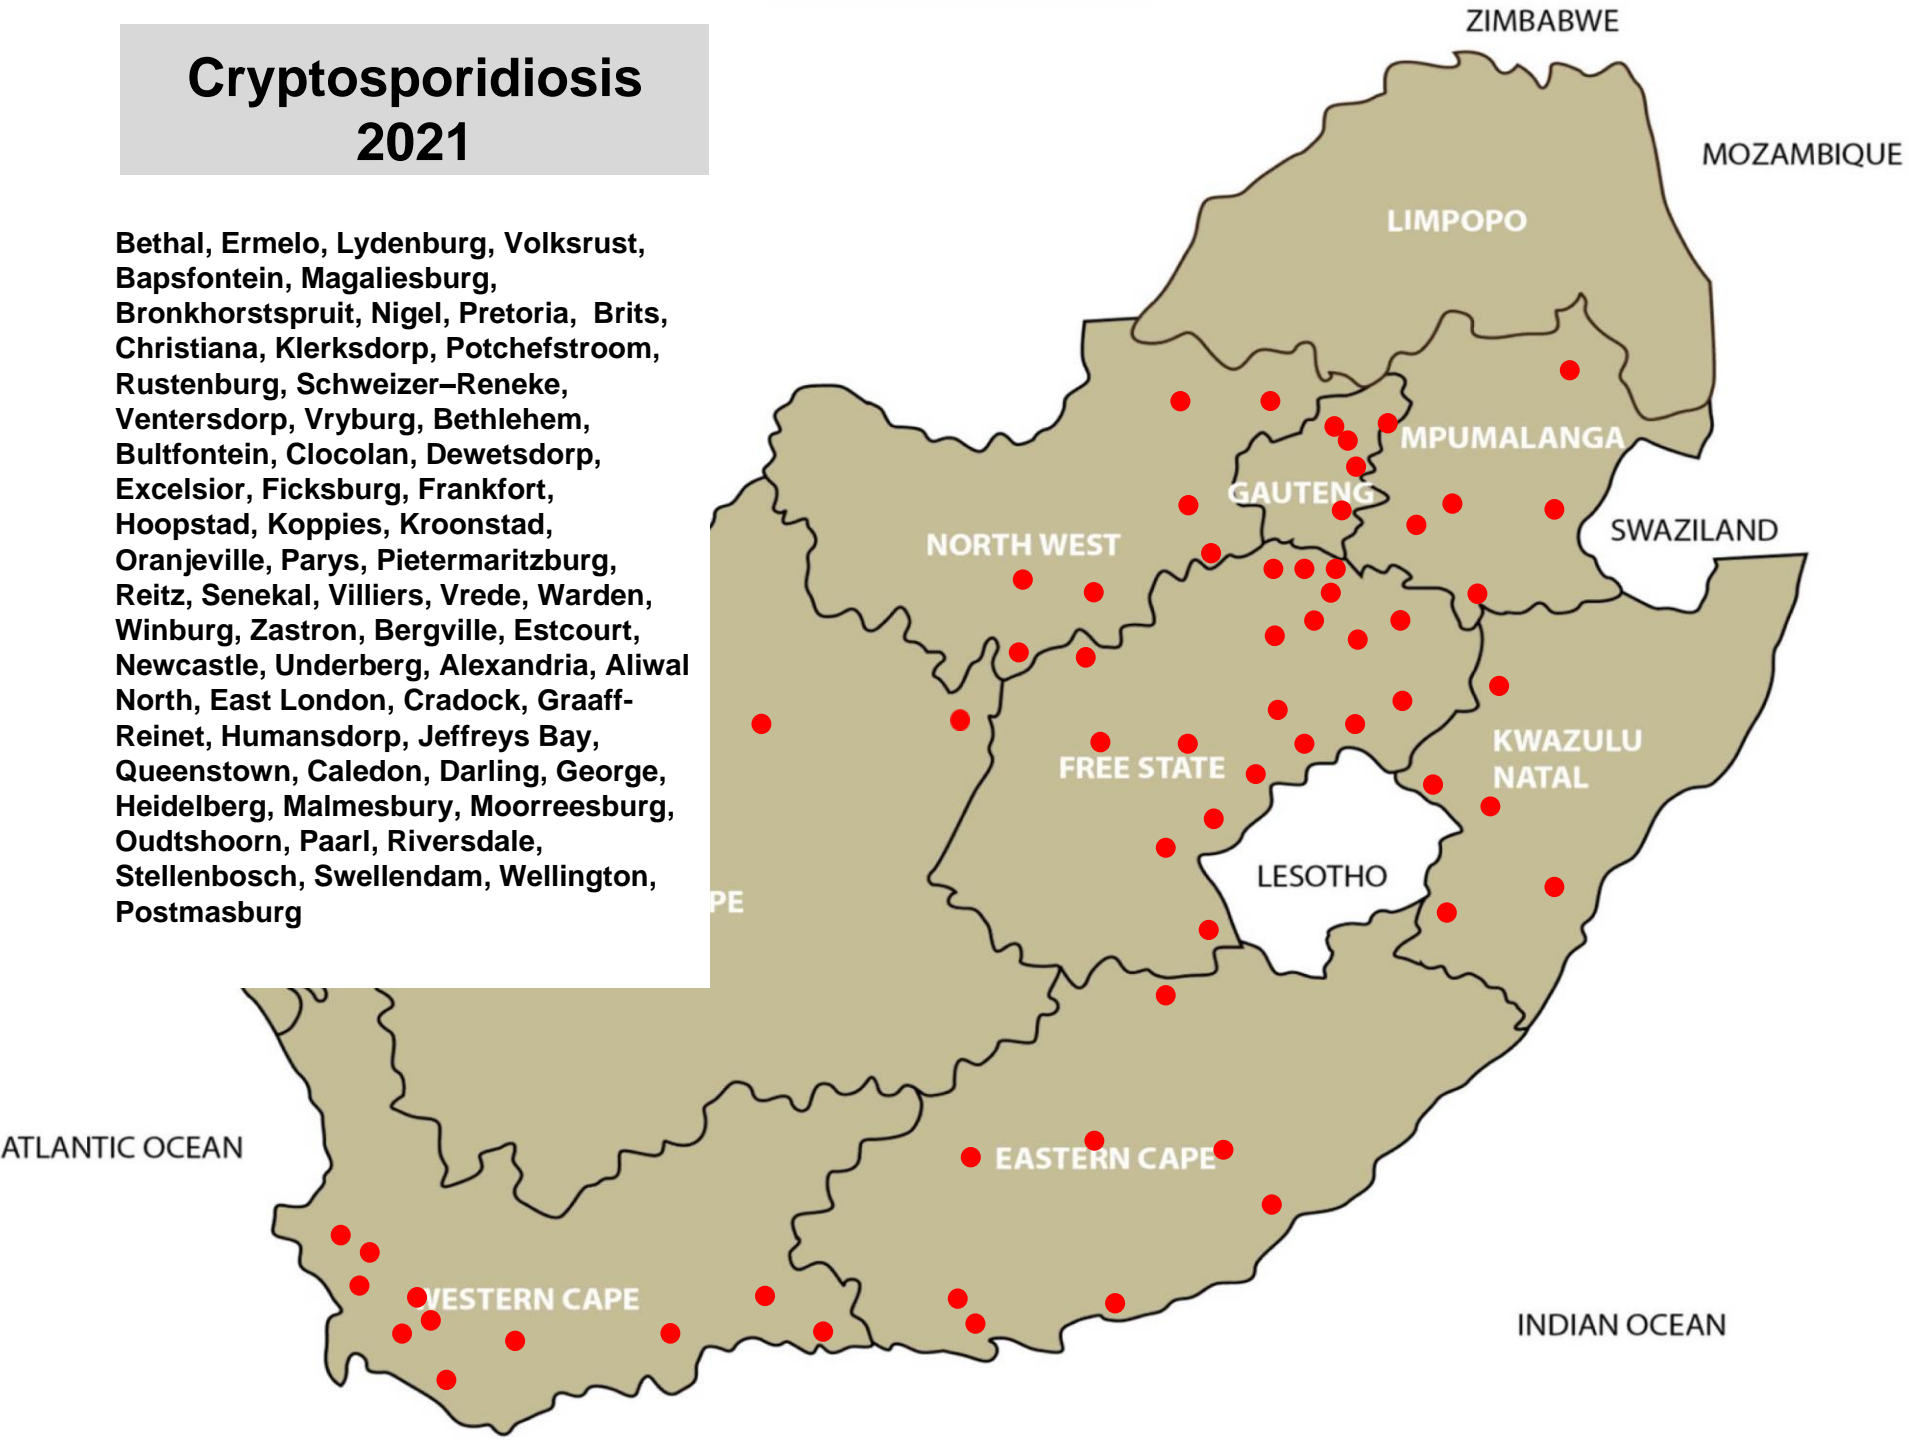 Cryptosporidiosis
2021
Bethal, Ermelo, Lydenburg, Volksrust,
Bapsfontein, Magaliesburg,
Bronkhorstspruit, Nigel, Pretoria,  Brits,
Christiana, Klerksdorp, Potchefstroom,
Rustenburg, Schweizer–Reneke,
Ventersdorp, Vryburg, Bethlehem,
Bultfontein, Clocolan, Dewetsdorp,
Excelsior, Ficksburg, Frankfort,
Hoopstad, Koppies, Kroonstad,
Oranjeville, Parys, Pietermaritzburg,
Reitz, Senekal, Villiers, Vrede, Warden,
Winburg, Zastron, Bergville, Estcourt,
Newcastle, Underberg, Alexandria, Aliwal
North, East London, Cradock, Graaff-
Reinet, Humansdorp, Jeffreys Bay,
Queenstown, Caledon, Darling, George,
Heidelberg, Malmesbury, Moorreesburg,
Oudtshoorn, Paarl, Riversdale,
Stellenbosch, Swellendam, Wellington,
Postmasburg
ZIMBABWE
MOZAMBIQUE
LIMPOPO
MPUMALANGA
GAUTENG
SWAZILAND
NORTH WEST
KWAZULU
NATAL
FREE STATE
LESOTHO
PE
ATLANTIC OCEAN
EASTERN CAPE
WESTERN CAPE
INDIAN OCEAN